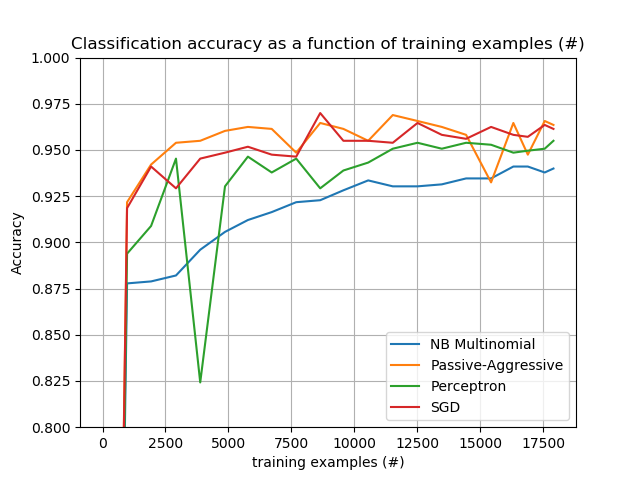 Classification accuracy as a function of training examples (#)
1.000
0.975
0.950
0.925
0.900
0.875
0.850
0.825
0.800
Accuracy
NB Multinomial
Passive-Aggressive
Perceptron
SGD
0 2500 5000 7500 10000 12500 15000 17500
training examples (#)